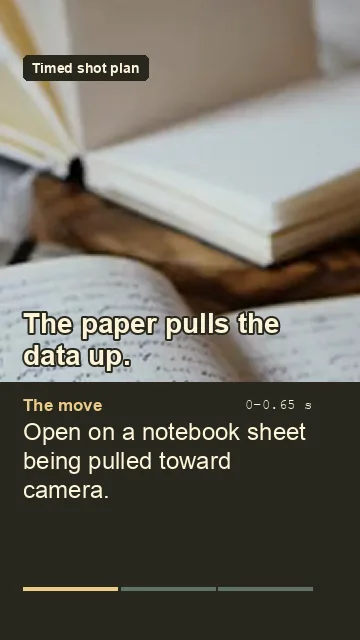 Timed shot plan
The paper pulls the
data up.
The move
0–0.65 s
Open on a notebook sheet
being pulled toward
camera.